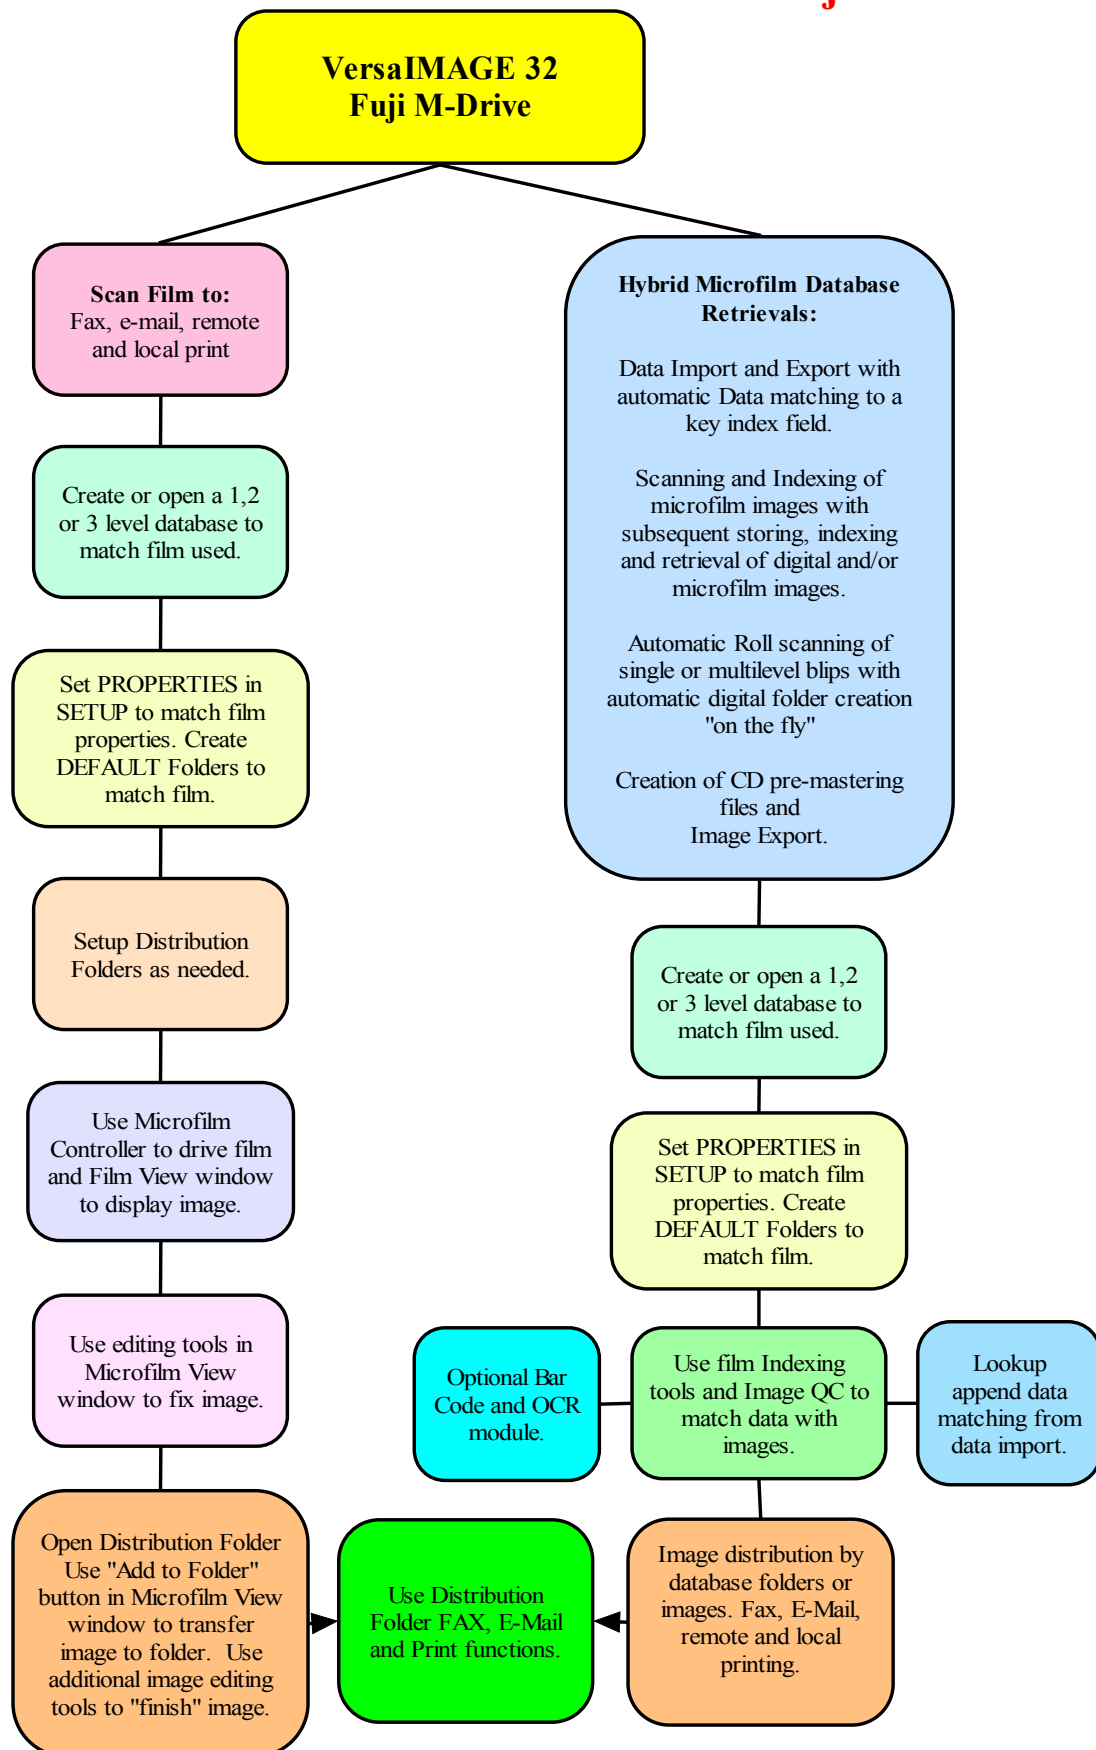 VersaIMAGE 32
Fuji M-Drive
Scan Film to:
Fax, e-mail, remote
and local print
Create or open a 1,2
or 3 level database to
match film used.
Set PROPERTIES in
SETUP to match film
properties. Create
DEFAULT Folders to
match film.
Setup Distribution
Folders as needed.
Use Microfilm
Controller to drive film
and Film View window
to display image.
Use editing tools in
Microfilm View
window to fix image.
Open Distribution Folder
Use "Add to Folder"
button in Microfilm View
window to transfer
image to folder.  Use
additional image editing
tools to "finish" image.
Hybrid Microfilm Database
Retrievals:
Data Import and Export with
automatic Data matching to a
key index field.
Scanning and Indexing of
microfilm images with
subsequent storing, indexing
and retrieval of digital and/or
microfilm images.
Automatic Roll scanning of
single or multilevel blips with
automatic digital folder creation
"on the fly"
Creation of CD pre-mastering
files and
Image Export.
Create or open a 1,2
or 3 level database to
match film used.
Set PROPERTIES in
SETUP to match film
properties. Create
DEFAULT Folders to
match film.
Optional Bar
Code and OCR
module.
Use film Indexing
tools and Image QC to
match data with
images.
Lookup
append data
matching from
data import.
Use Distribution
Folder FAX, E-Mail
and Print functions.
Image distribution by
database folders or
images. Fax, E-Mail,
remote and local
printing.